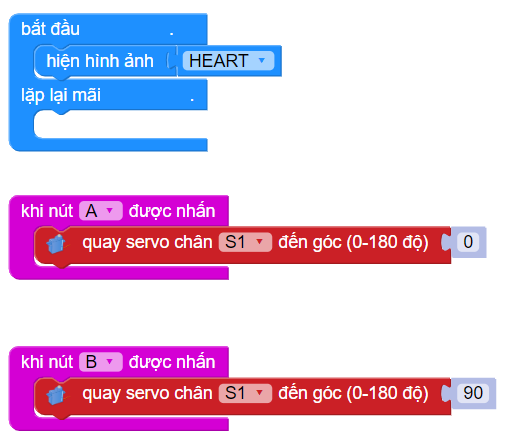 bắt đầu .
hiện hình ảnh HEART
lặp lại mãi .
khi nút A được nhấn
quay servo chân S1 đến góc (0-180 độ) 0
khi nút B được nhấn
quay servo chân S1 đến góc (0-180 độ) 90